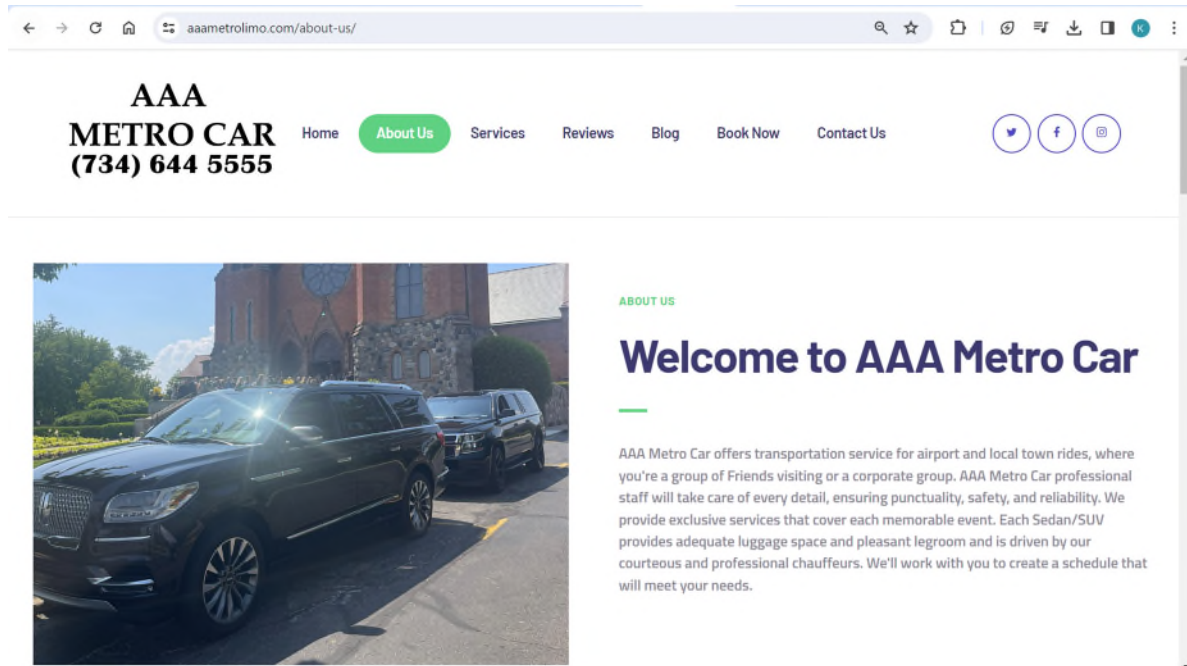 aaametrolimo.com/about-us/
K
AAA
METRO CAR
(734) 644 5555
Home
About Us
Services
Reviews
Blog
Book Now
Contact Us
ABOUT US
Welcome to AAA Metro Car
AAA Metro Car offers transportation service for airport and local town rides, where
you're a group of Friends visiting or a corporate group. AAA Metro Car professional
staff will take care of every detail, ensuring punctuality, safety, and reliability. We
provide exclusive services that cover each memorable event. Each Sedan/SUV
provides adequate luggage space and pleasant legroom and is driven by our
courteous and professional chauffeurs. We'll work with you to create a schedule that
will meet your needs.